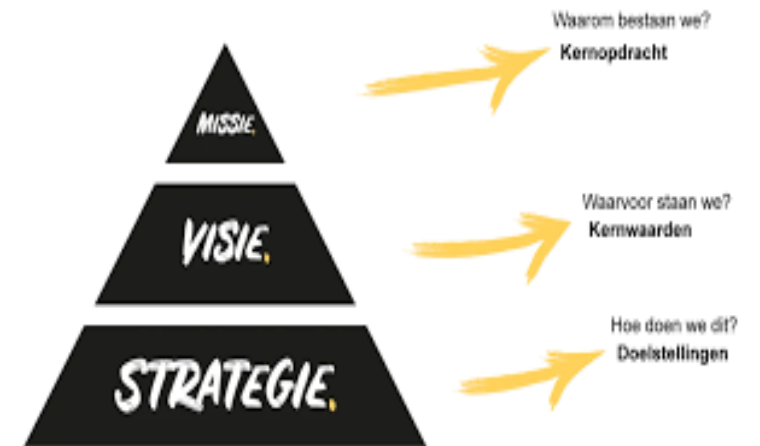 Waarom bestaan we?
Kernopdracht
MISSIE.
Waarvoor staan we?
Kernwaarden
VISIE.
Hoe doen we dit?
Doelstellingen
STRATEGIE.